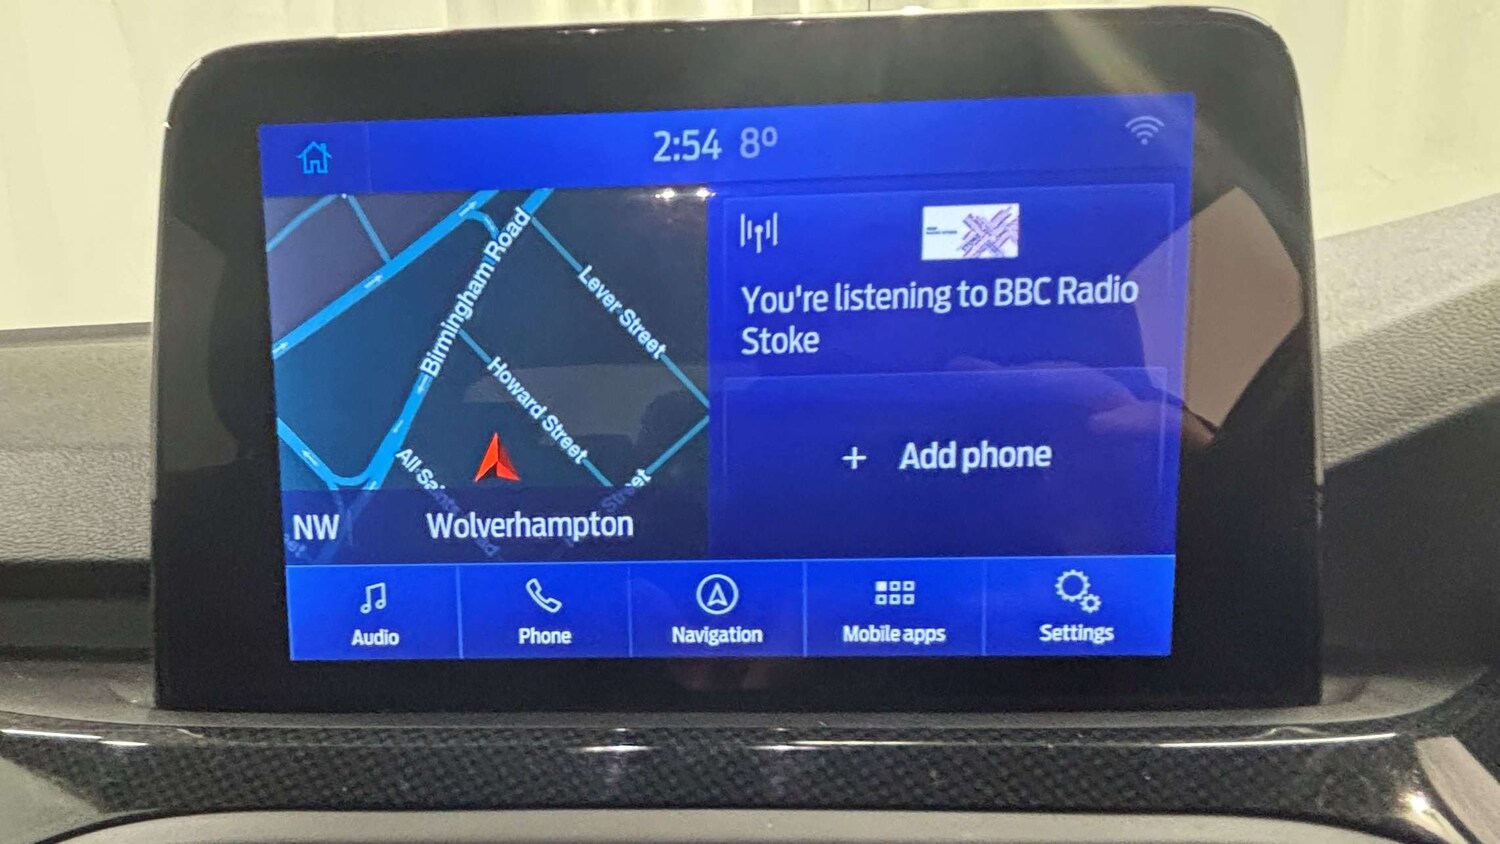 2:54 8°
Birmingham Road
Lever Street
Howard Street
Street
NW
Wolverhampton
You're listening to BBC Radio
Stoke
+ Add phone
Audio
Phone
Navigation
Mobile apps
Settings